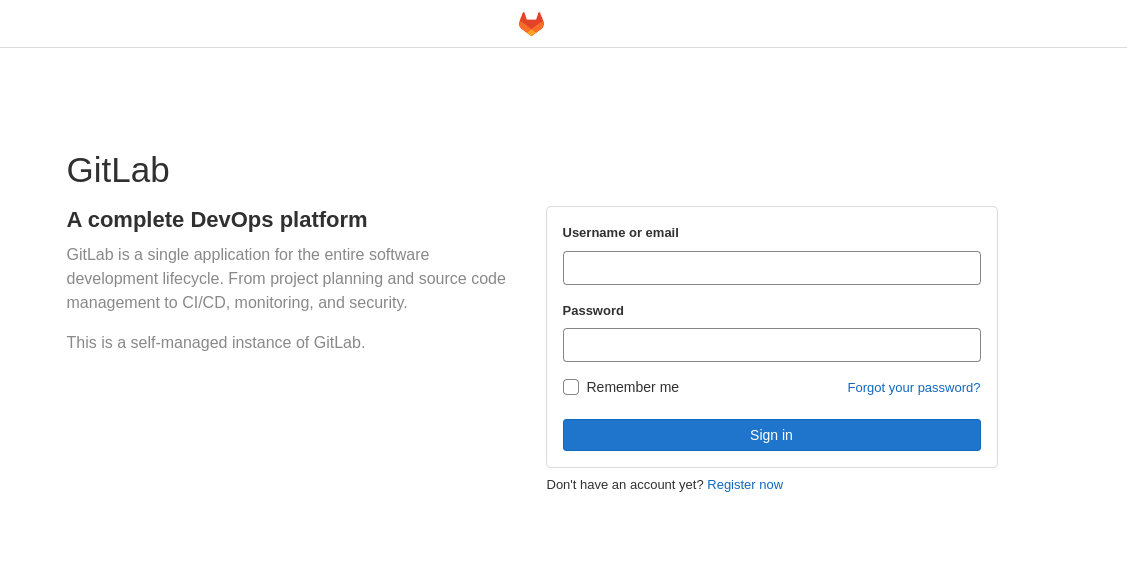 GitLab
A complete DevOps platform
GitLab is a single application for the entire software
development lifecycle. From project planning and source code
management to CI/CD, monitoring, and security.
This is a self-managed instance of GitLab.
Username or email
Password
Remember me
Forgot your password?
Sign in
Don't have an account yet? Register now